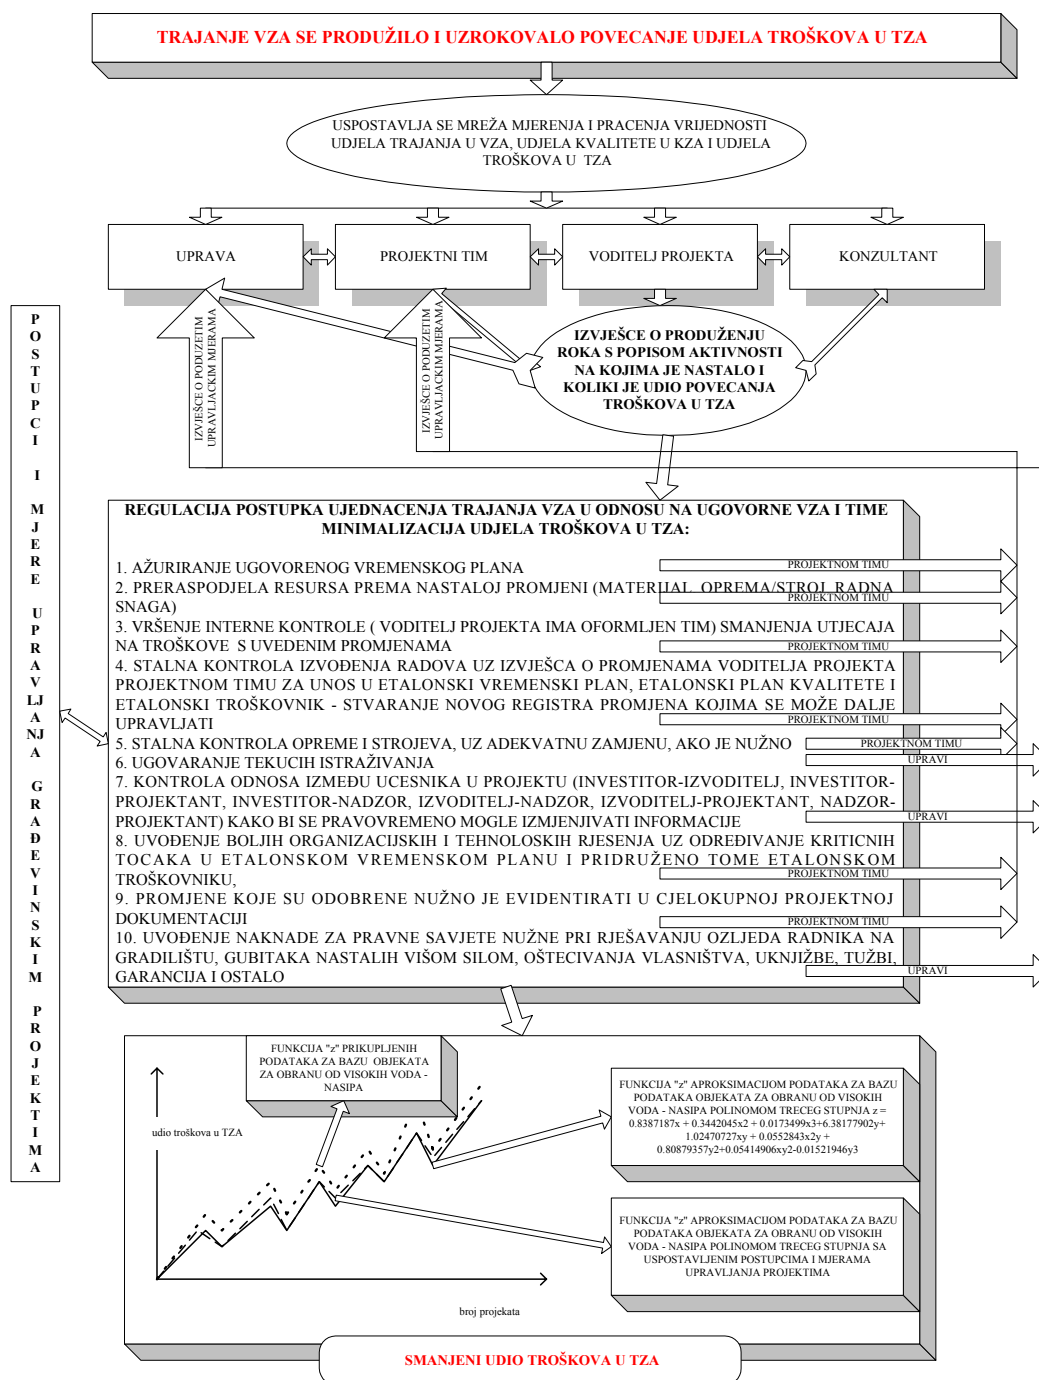 TRAJANJE VZA SE PRODUŽILO I UZROKOVALO POVECANJE UDJELA TROŠKOVA U TZA
USPOSTAVLJA SE MREŽA MJERENJA I PRACENJA VRIJEDNOSTI
UDJELA TRAJANJA U VZA, UDJELA KVALITETE U KZA I UDJELA
TROŠKOVA U TZA
UPRAVA
PROJEKTNI TIM
VODITELJ PROJEKTA
KONZULTANT
IZVJEŠCE O PODUZETIM
UPRAVLJACKIM MJERAMA
IZVJEŠCE O PODUZETIM
UPRAVLJACKIM MJERAMA
IZVJEŠCE O PRODUŽENJU
ROKA S POPISOM AKTIVNOSTI
NA KOJIMA JE NASTALO I
KOLIKI JE UDIO POVECANJA
TROŠKOVA U TZA
POSTUPCI I MJERE UPRAVLJANJA GRAĐEVINSKIM PROJEKTIMA
REGULACIJA POSTUPKA UJEDNACENJA TRAJANJA VZA U ODNOSU NA UGOVORNE VZA I TIME
MINIMALIZACIJA UDJELA TROŠKOVA U TZA:
1. AŽURIRANJE UGOVORENOG VREMENSKOG PLANA
PROJEKTNOM TIMU
2. PRERASPODJELA RESURSA PREMA NASTALOJ PROMJENI (MATERIJAL, OPREMA/STROJ, RADNA
SNAGA)
PROJEKTNOM TIMU
3. VRŠENJE INTERNE KONTROLE ( VODITELJ PROJEKTA IMA OFORMLJEN TIM) SMANJENJA UTJECAJA
NA TROŠKOVE S UVEDENIM PROMJENAMA
PROJEKTNOM TIMU
4. STALNA KONTROLA IZVOĐENJA RADOVA UZ IZVJEŠCA O PROMJENAMA VODITELJA PROJEKTA
PROJEKTNOM TIMU ZA UNOS U ETALONSKI VREMENSKI PLAN, ETALONSKI PLAN KVALITETE I
ETALONSKI TROŠKOVNIK - STVARANJE NOVOG REGISTRA PROMJENA KOJIMA SE MOŽE DALJE
UPRAVLJATI
PROJEKTNOM TIMU
5. STALNA KONTROLA OPREME I STROJEVA, UZ ADEKVATNU ZAMJENU, AKO JE NUŽNO
PROJEKTNOM TIMU
6. UGOVARANJE TEKUCIH ISTRAŽIVANJA
UPRAVI
7. KONTROLA ODNOSA IZMEĐU UCESNIKA U PROJEKTU (INVESTITOR-IZVODITELJ, INVESTITOR-
PROJEKTANT, INVESTITOR-NADZOR, IZVODITELJ-NADZOR, IZVODITELJ-PROJEKTANT, NADZOR-
PROJEKTANT) KAKO BI SE PRAVOVREMENO MOGLE IZMJENJIVATI INFORMACIJE
UPRAVI
8. UVOĐENJE BOLJIH ORGANIZACIJSKIH I TEHNOLOSKIH RJESENJA UZ ODREĐIVANJE KRITICNIH
TOCAKA U ETALONSKOM VREMENSKOM PLANU I PRIDRUŽENO TOME ETALONSKOM
TROŠKOVNIKU,
PROJEKTNOM TIMU
9. PROMJENE KOJE SU ODOBRENE NUŽNO JE EVIDENTIRATI U CJELOKUPNOJ PROJEKTNOJ
DOKUMENTACIJI
PROJEKTNOM TIMU
10. UVOĐENJE NAKNADE ZA PRAVNE SAVJETE NUŽNE PRI RJEŠAVANJU OZLJEDA RADNIKA NA
GRADILIŠTU, GUBITAKA NASTALIH VIŠOM SILOM, OŠTECIVANJA VLASNIŠTVA, UKNJIŽBE, TUŽBI,
GARANCIJA I OSTALO
UPRAVI
FUNKCIJA "z" PRIKUPLJENIH
PODATAKA ZA BAZU OBJEKATA
ZA OBRANU OD VISOKIH VODA -
NASIPA
udio troškova u TZA
broj projekata
FUNKCIJA "z" APROKSIMACIJOM PODATAKA ZA BAZU
PODATAKA OBJEKATA ZA OBRANU OD VISOKIH
VODA - NASIPA POLINOMOM TRECEG STUPNJA z =
0.8387187x + 0.3442045x2 + 0.0173499x3+6.38177902y+
1.02470727xy + 0.0552843x2y +
0.80879357y2+0.05414906xy2-0.01521946y3
FUNKCIJA "z" APROKSIMACIJOM PODATAKA ZA BAZU
PODATAKA OBJEKATA ZA OBRANU OD VISOKIH
VODA - NASIPA POLINOMOM TRECEG STUPNJA SA
USPOSTAVLJENIM POSTUPCIMA I MJERAMA
UPRAVLJANJA PROJEKTIMA
SMANJENI UDIO TROŠKOVA U TZA